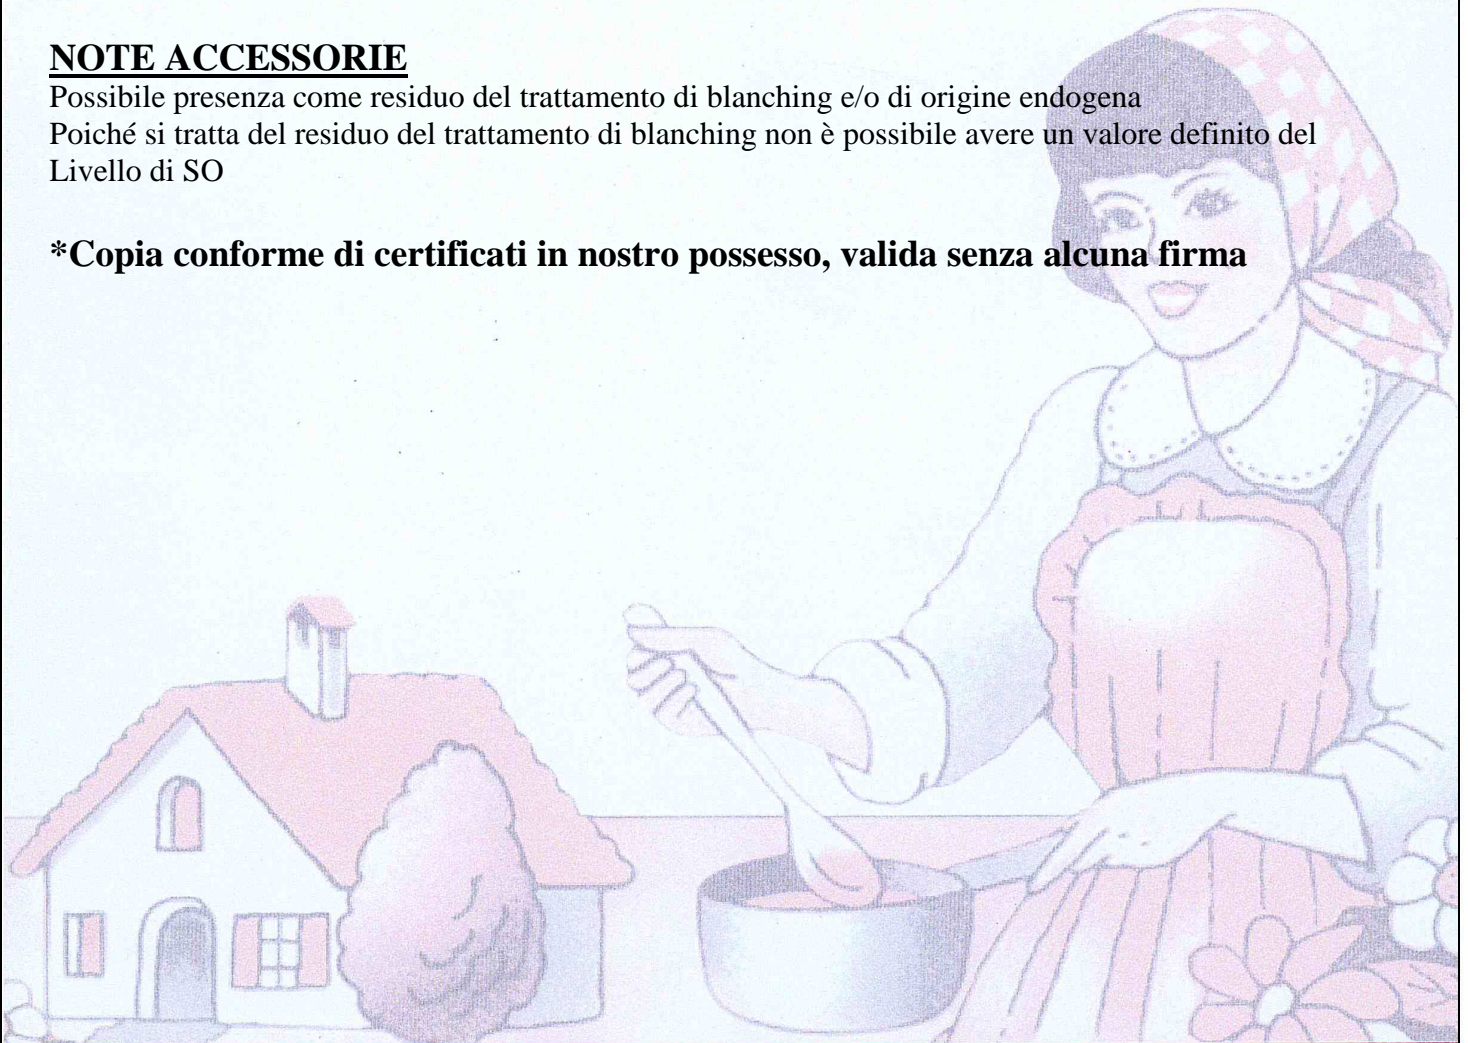 NOTE ACCESSORIE
Possibile presenza come residuo del trattamento di blanching e/o di origine endogena
Poiché si tratta del residuo del trattamento di blanching non è possibile avere un valore definito del
Livello di SO
*Copia conforme di certificati in nostro possesso, valida senza alcuna firma